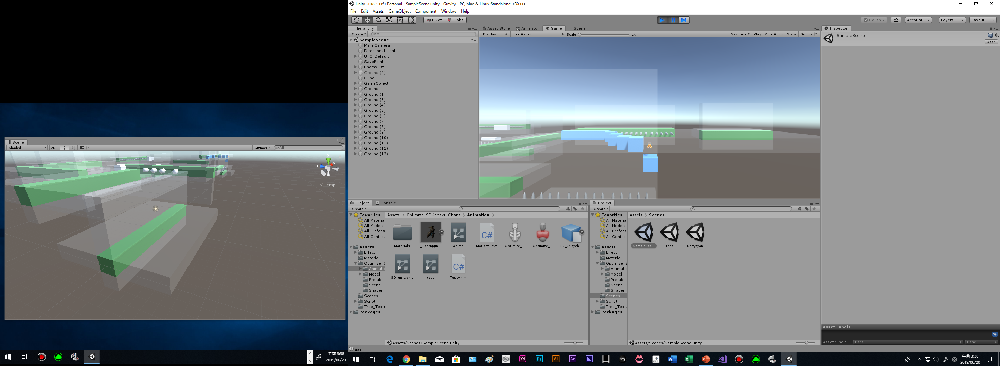 Unity 2018.3.11f1 Personal - SampleScene.unity - Gravity - PC, Mac & Linux Standalone <DX11>
File Edit Assets GameObject Component Window Help
Pivot Global
Collab Account Layers Layout
Hierarchy
Create All
SampleScene
Main Camera
Directional Light
UTC_Default
SavePoint
EnemyList
Ground (2)
Cube
GameObject
Ground
Ground (1)
Ground (3)
Ground (4)
Ground (5)
Ground (6)
Ground (7)
Ground (8)
Ground (9)
Ground (10)
Ground (11)
Ground (12)
Ground (13)
Asset Store Animator Game Scene
Display 1 Free Aspect Scale 1x Maximize On Play Mute Audio Stats Gizmos
Inspector
SampleScene
Open
Asset Labels
AssetBundle None None
Scene
Shaded 2D Gizmos All
y
x
z
Persp
Project Console
Create
Favorites
All Materia
All Models
All Prefabs
All Conflict
Assets
Effect
Material
Optimize_S
Animatio
Model
Prefab
Scene
Shader
Scenes
Script
Tree_Textu
Packages
Assets > Optimize_SDKohaku-Chanz > Animation >
Materials _ForRiggin... anime MotiontText Optimize_... Optimize_... SD_unitych...
C#
SD_unitych... test TestAnim
C#
Assets/Scenes/SampleScene.unity
Project
Create
Favorites
All Material
All Models
All Prefabs
All Conflicte
Assets
Effect
Material
Optimize_S
Animatio
Model
Prefab
Scene
Shader
Scenes
Script
Tree_Textu
Packages
Assets > Scenes
SampleSce... test unitytyan
Assets/Scenes/SampleScene.unity
aaa
午前 3:38
2019/06/20
Xd Ps Ai Ae
午前 3:38
2019/06/20